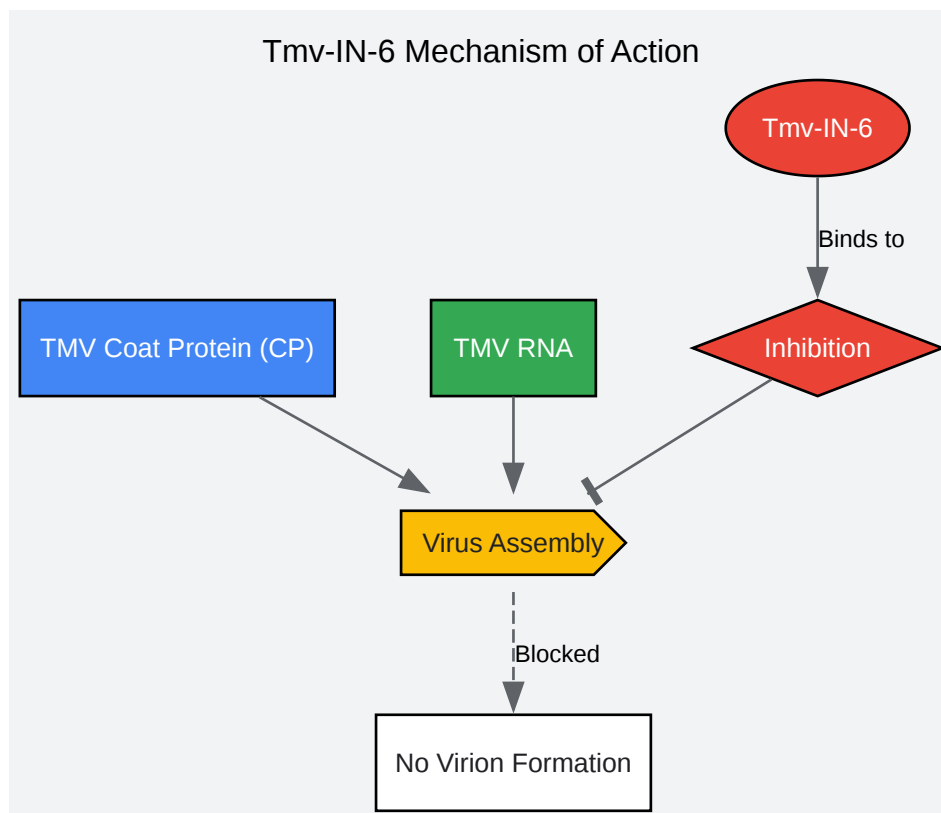 Tmv-IN-6 Mechanism of Action
Tmv-IN-6
Binds to
TMV Coat Protein (CP)
TMV RNA
Inhibition
Virus Assembly
Blocked
No Virion Formation